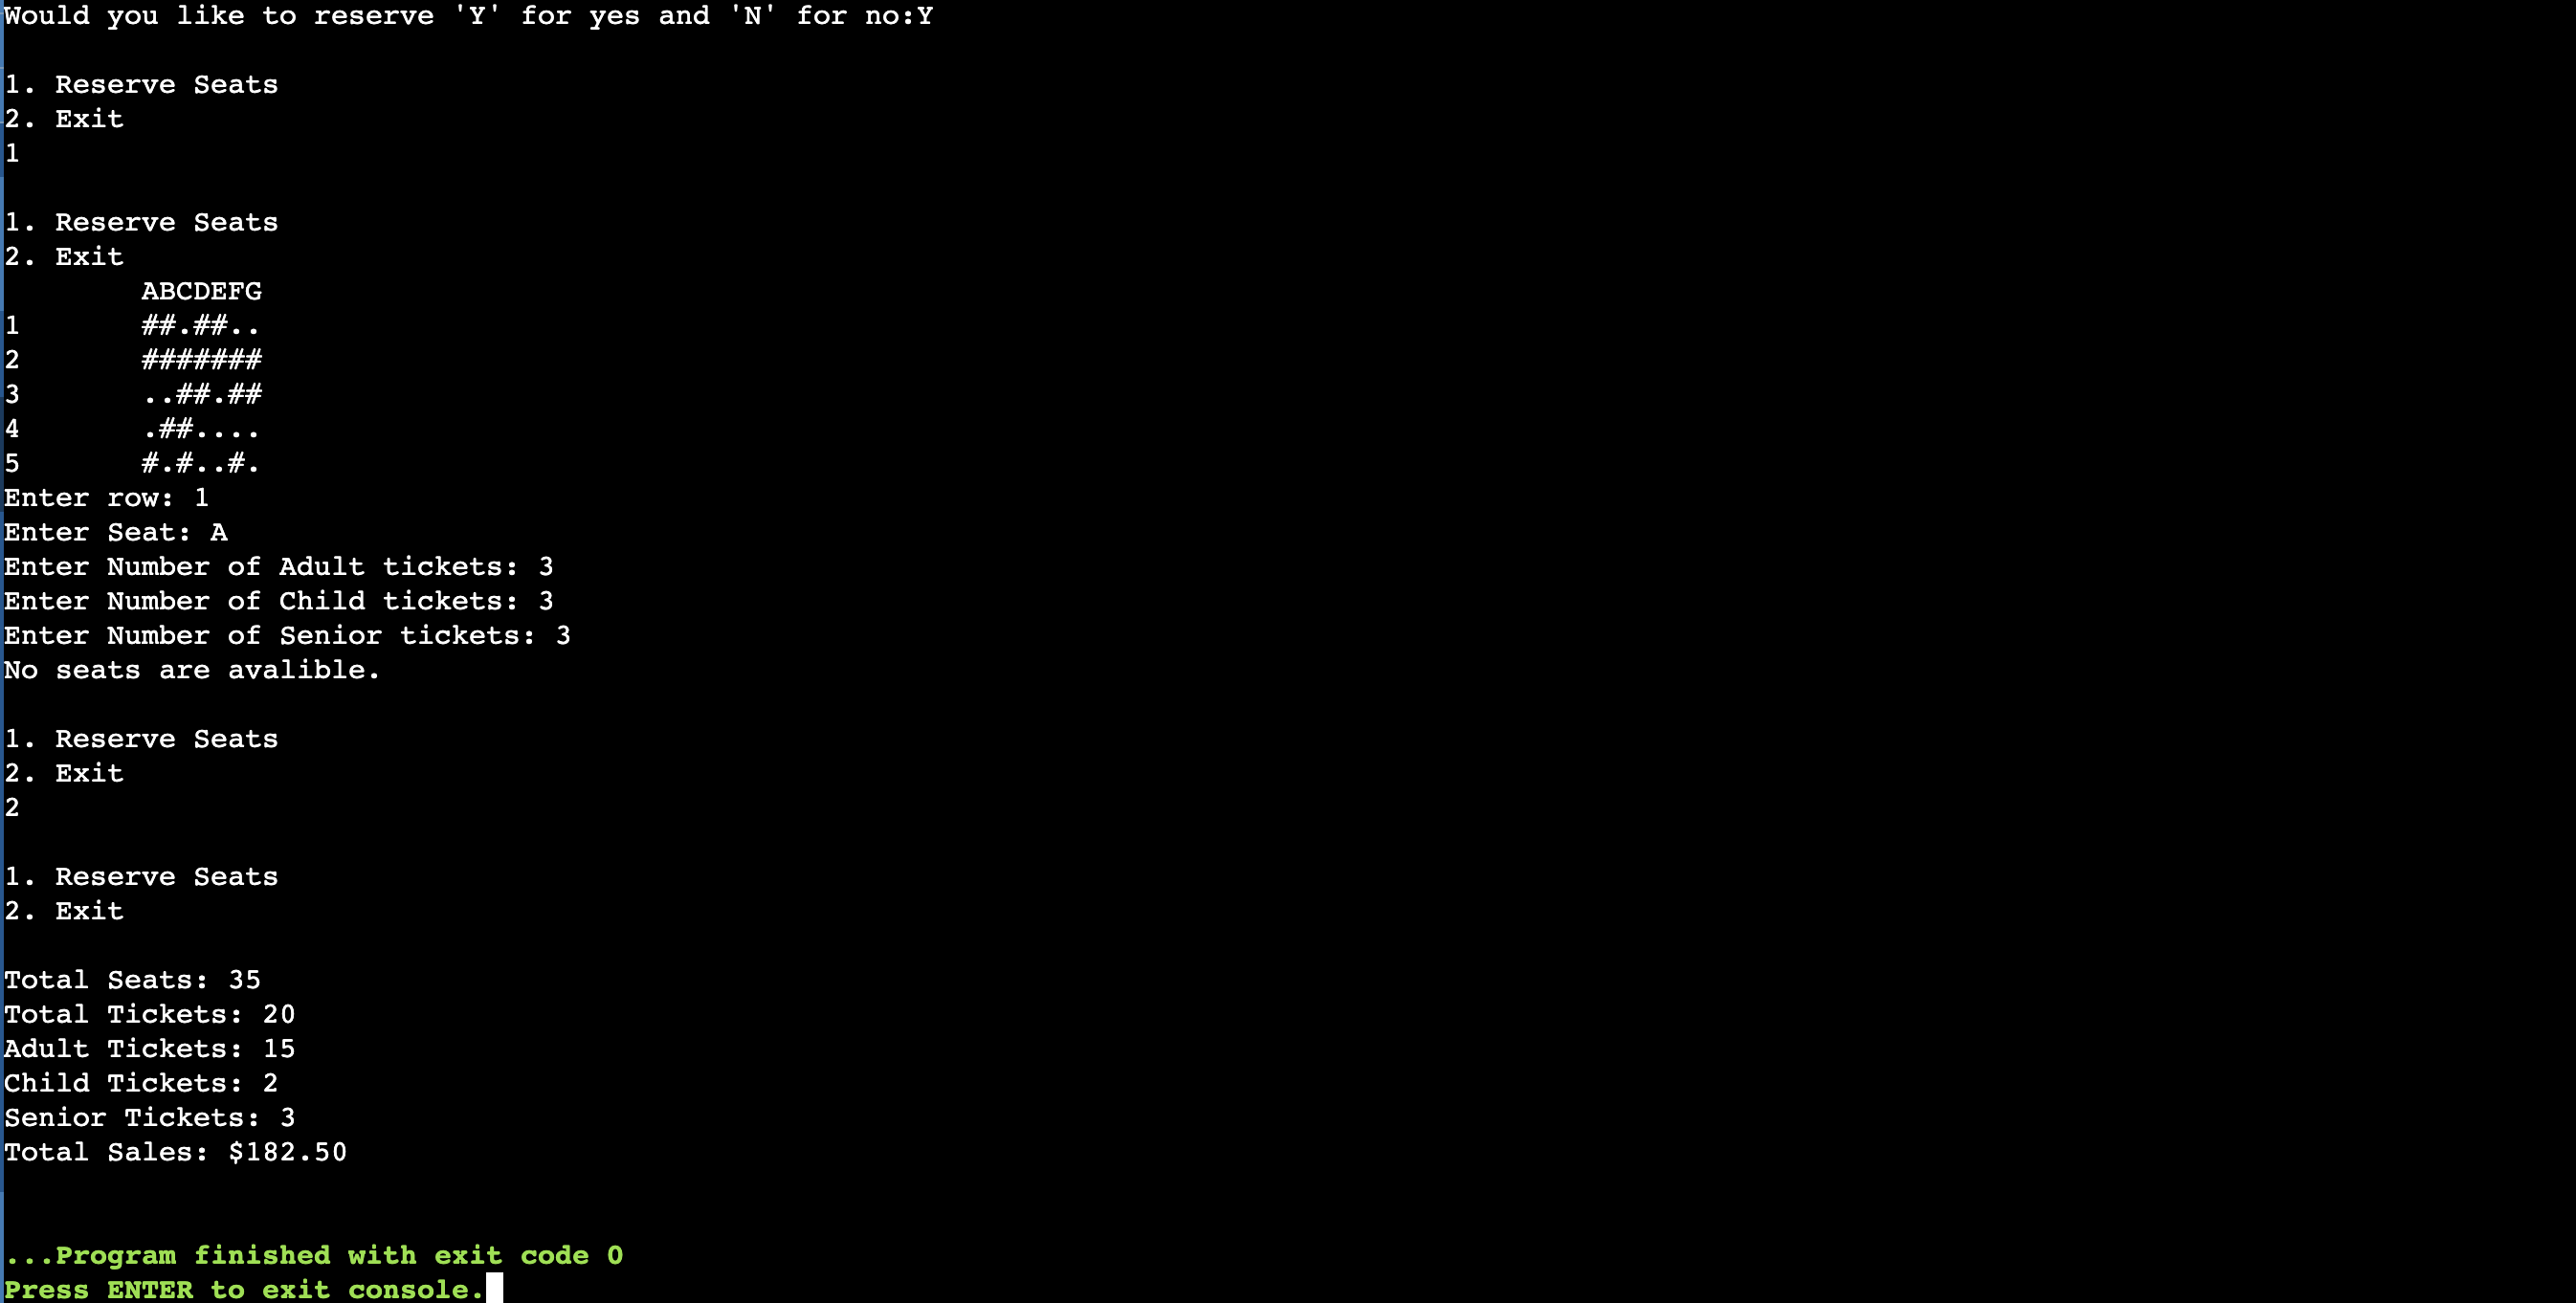 Would you like to reserve 'Y' for yes and 'N' for no:Y
1. Reserve Seats
2. Exit
1
1. Reserve Seats
2. Exit
ABCDEFG
1 ##.##..
2 #######
3 ..##.##
4 .##....
5 #.#..#.
Enter row: 1
Enter Seat: A
Enter Number of Adult tickets: 3
Enter Number of Child tickets: 3
Enter Number of Senior tickets: 3
No seats are avalible.
1. Reserve Seats
2. Exit
2
1. Reserve Seats
2. Exit
Total Seats: 35
Total Tickets: 20
Adult Tickets: 15
Child Tickets: 2
Senior Tickets: 3
Total Sales: $182.50
...Program finished with exit code 0
Press ENTER to exit console.